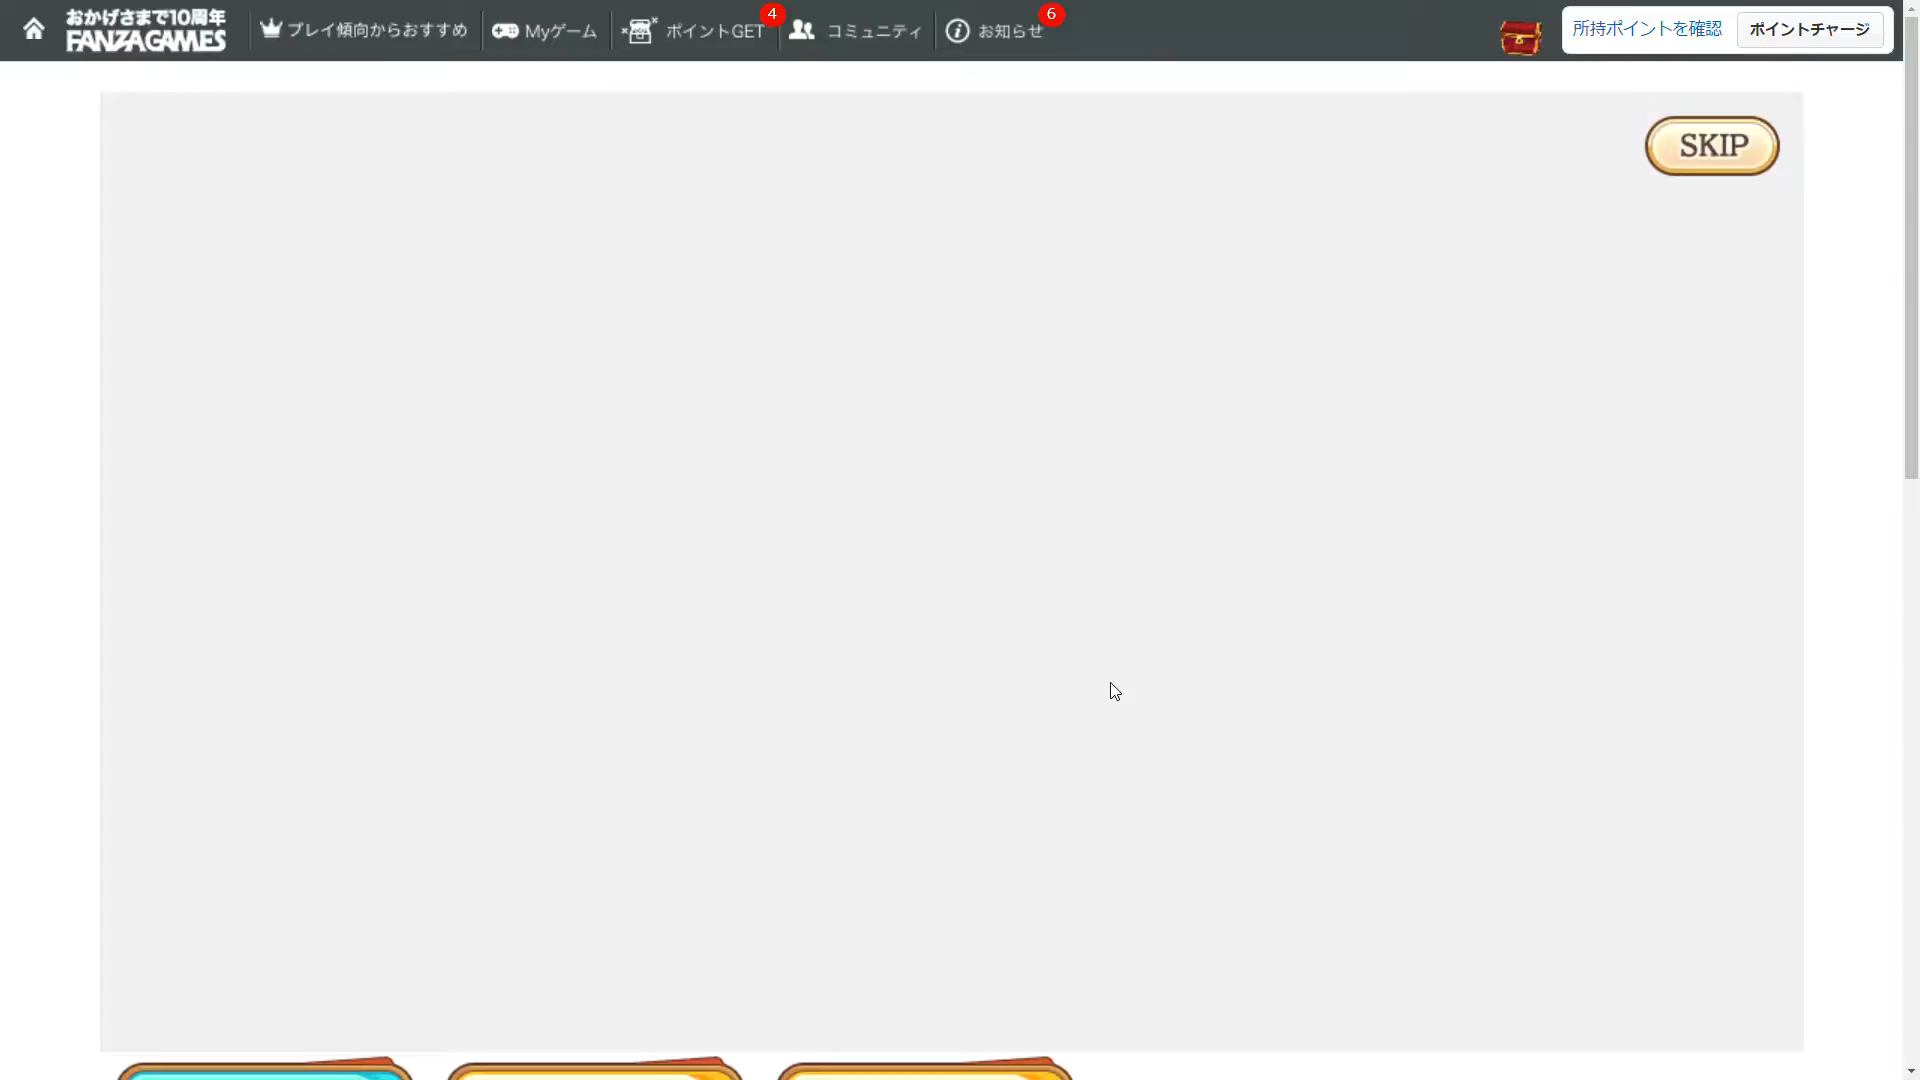 おかげさまで10周年
FANZA GAMES
プレイ傾向からおすすめ
Myゲーム
ポイントGET
4
コミュニティ
お知らせ
6
所持ポイントを確認
ポイントチャージ
SKIP